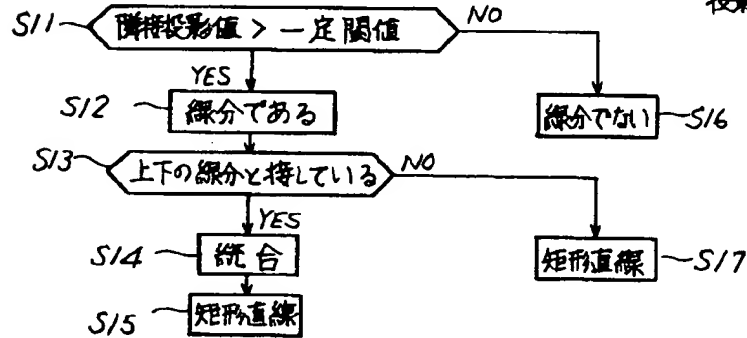 S11 隣接投影値 > 一定閾値 NO
YES
S12 線分である 線分でない S16
S13 上下の線分と接している NO
YES
S14 統合 矩形直線 S17
S15 矩形直線